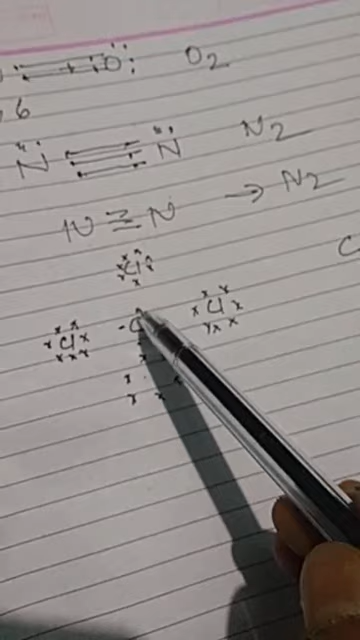 O: O₂
6
N N N₂
N ≡ N → N₂
Cl
Cl C Cl
C